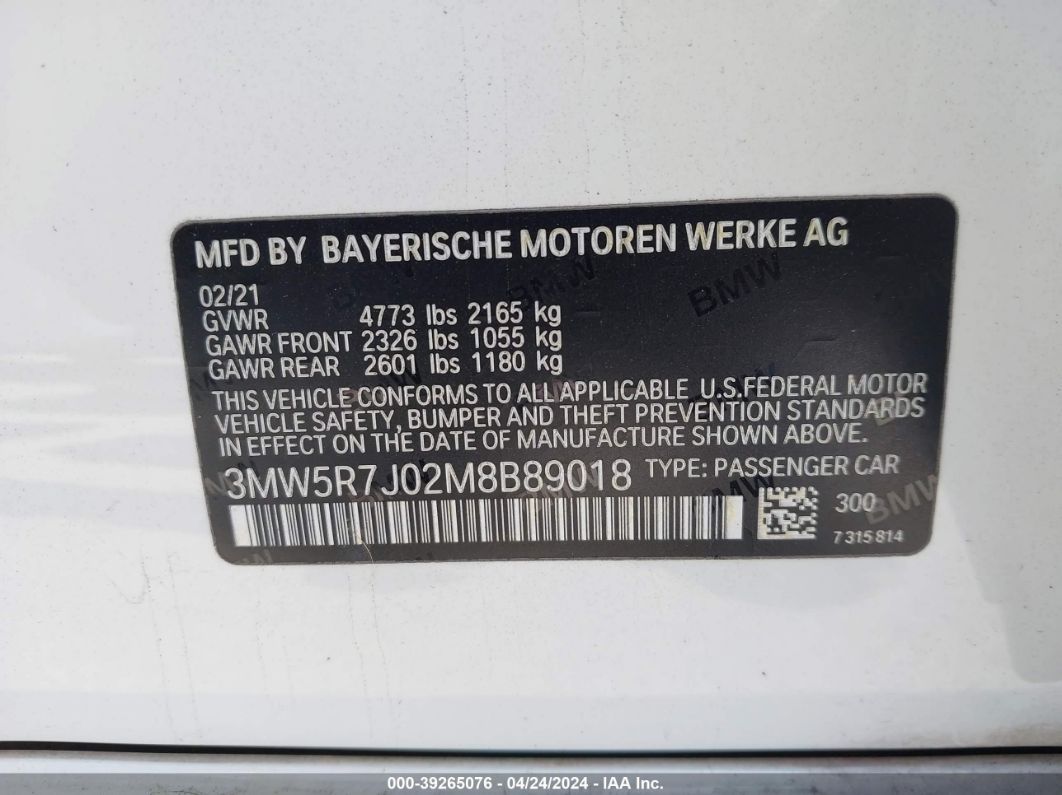 MFD BY BAYERISCHE MOTOREN WERKE AG
02/21
GVWR 4773 lbs 2165 kg
GAWR FRONT 2326 lbs 1055 kg
GAWR REAR 2601 lbs 1180 kg
THIS VEHICLE CONFORMS TO ALL APPLICABLE U.S.FEDERAL MOTOR
VEHICLE SAFETY, BUMPER AND THEFT PREVENTION STANDARDS
IN EFFECT ON THE DATE OF MANUFACTURE SHOWN ABOVE.
3MW5R7J02M8B89018 TYPE: PASSENGER CAR
300
7 315 814
000-39265076 - 04/24/2024 - IAA Inc.